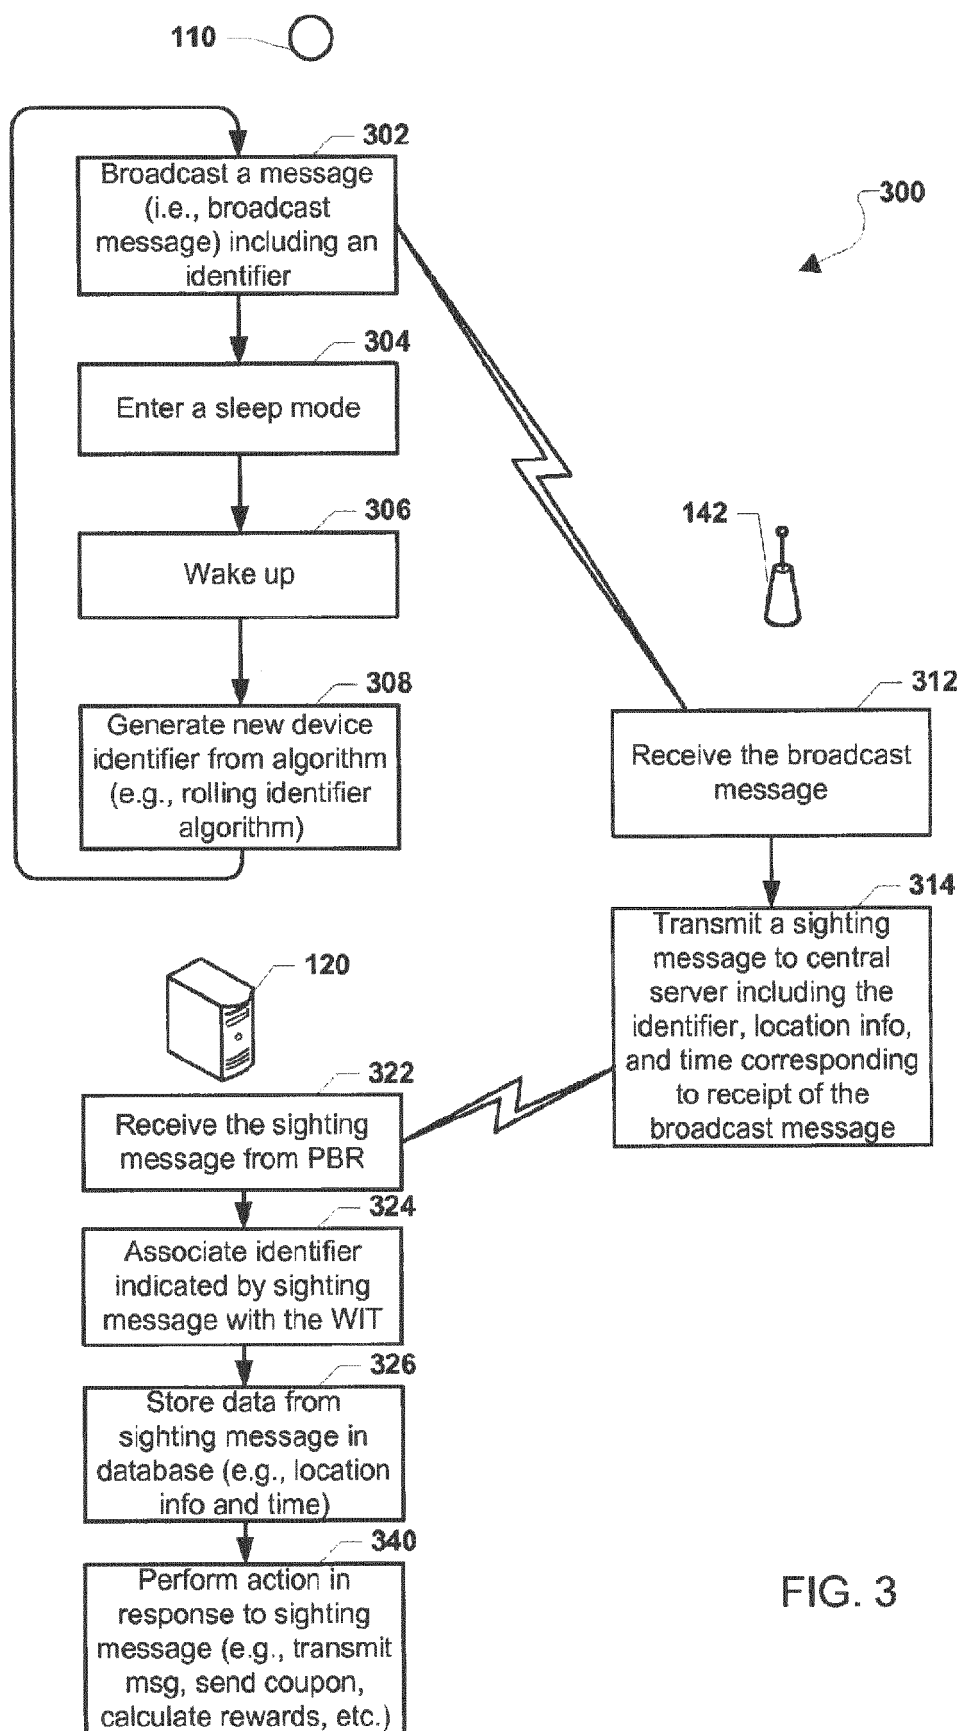 110
302
Broadcast a message
(i.e., broadcast
message) including an
identifier
300
304
Enter a sleep mode
306
Wake up
142
308
Generate new device
identifier from algorithm
(e.g., rolling identifier
algorithm)
312
Receive the broadcast
message
314
Transmit a sighting
message to central
server including the
identifier, location info,
and time corresponding
to receipt of the
broadcast message
120
322
Receive the sighting
message from PBR
324
Associate identifier
indicated by sighting
message with the WIT
326
Store data from
sighting message in
database (e.g., location
info and time)
340
Perform action in
response to sighting
message (e.g., transmit
msg, send coupon,
calculate rewards, etc.)
FIG. 3